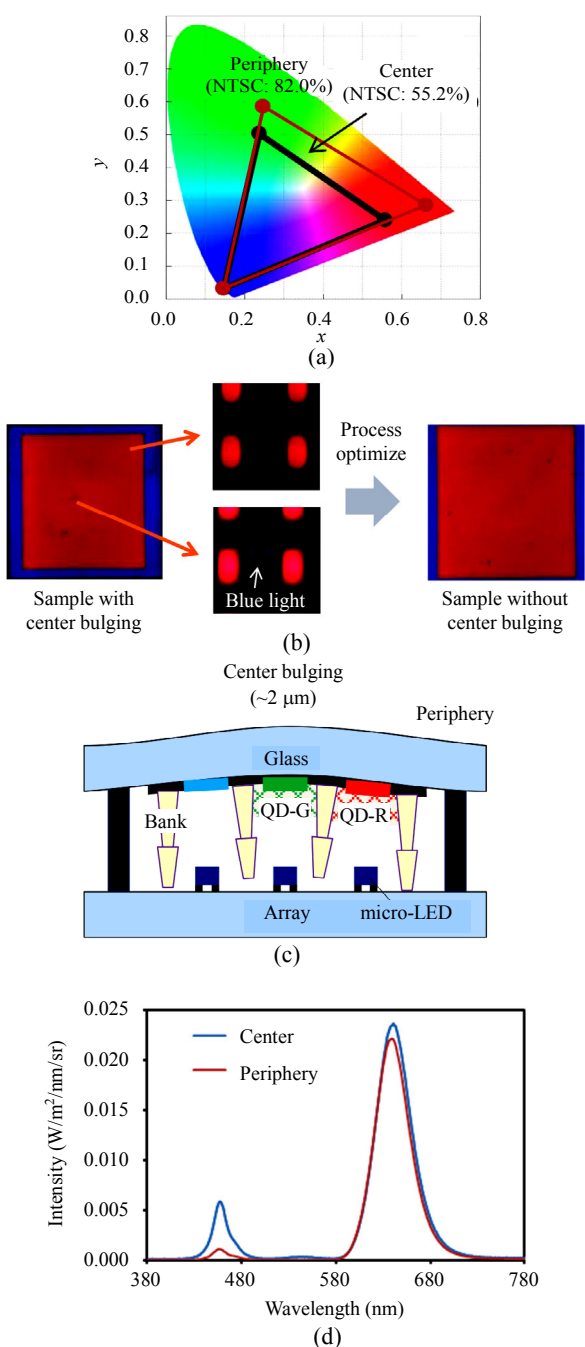 0.8
0.7
0.6
0.5
0.4
0.3
0.2
0.1
0.0
y
Periphery
(NTSC: 82.0%)
Center
(NTSC: 55.2%)
0.0 0.2 0.4 0.6 0.8
x
(a)
Process
optimize
Blue light
Sample with
center bulging
Sample without
center bulging
(b)
Center bulging
(~2 μm)
Periphery
Glass
QD-G
QD-R
Bank
Array
micro-LED
(c)
0.025
0.020
0.015
0.010
0.005
0.000
Intensity (W/m²/nm/sr)
Center
Periphery
380 480 580 680 780
Wavelength (nm)
(d)